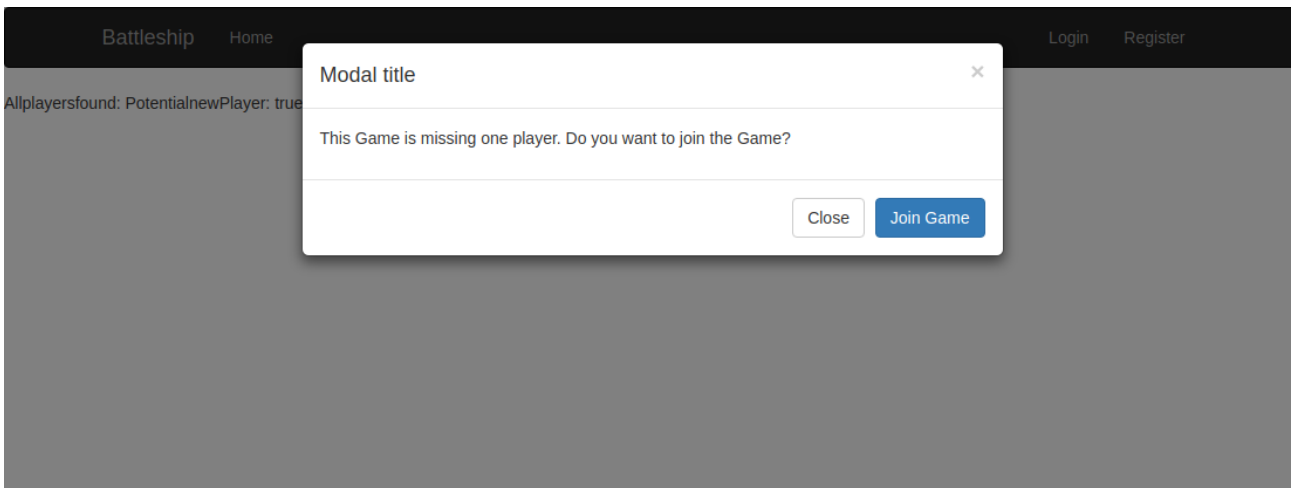 Battleship Home Login Register
Modal title ×
Allplayersfound: PotentialnewPlayer: true
This Game is missing one player. Do you want to join the Game?
Close Join Game